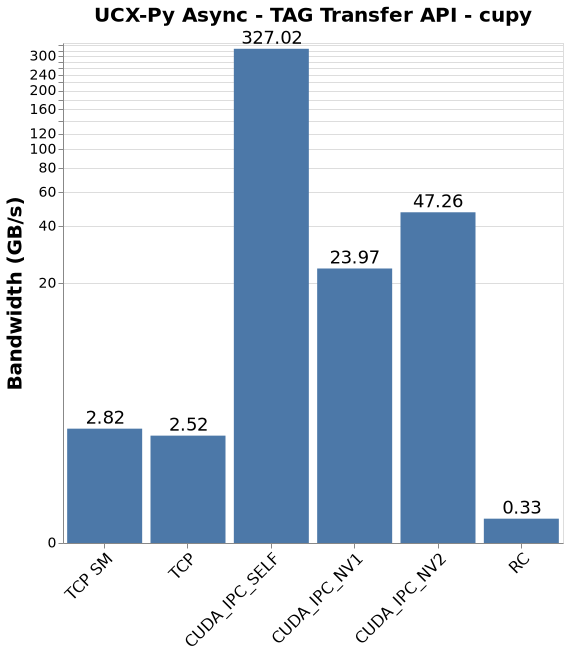 UCX-Py Async - TAG Transfer API - cupy
327.02
300
240
200
160
120
100
80
60
47.26
40
23.97
20
2.82
2.52
0.33
0
Bandwidth (GB/s)
TCP SM
TCP
CUDA_IPC_SELF
CUDA_IPC_NV1
CUDA_IPC_NV2
RC